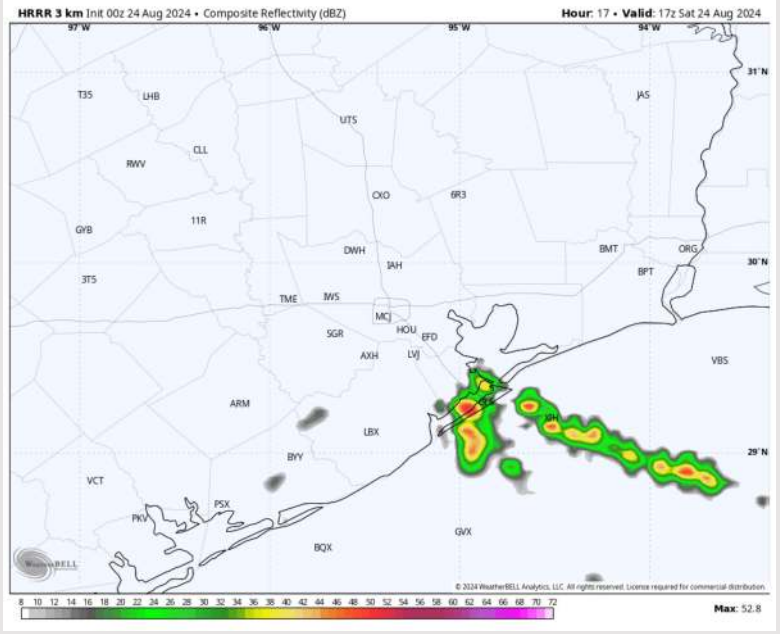 HRRR 3 km Init 00z 24 Aug 2024 • Composite Reflectivity (dBZ) Hour: 17 • Valid: 17z Sat 24 Aug 2024
97°W 96°W 95°W 94°W
31°N
T35 LHB JAS
UTS
CLL
RWV
CXO 6R3
11R
GYB
DWH BMT ORG
IAH 30°N
BPT
3T5
TME IWS
MCJ
SGR HOU EFD
AXH LVJ
VBS
ARM
LBX
BYY 29°N
VCT
PSX
PKV
GVX
BQX
WeatherBELL
© 2024 WeatherBELL Analytics, LLC. All rights reserved. License required for commercial distribution.
8 10 12 14 16 18 20 22 24 26 28 30 32 34 36 38 40 42 44 46 48 50 52 54 56 58 60 62 64 66 68 70 72
Max: 52.8